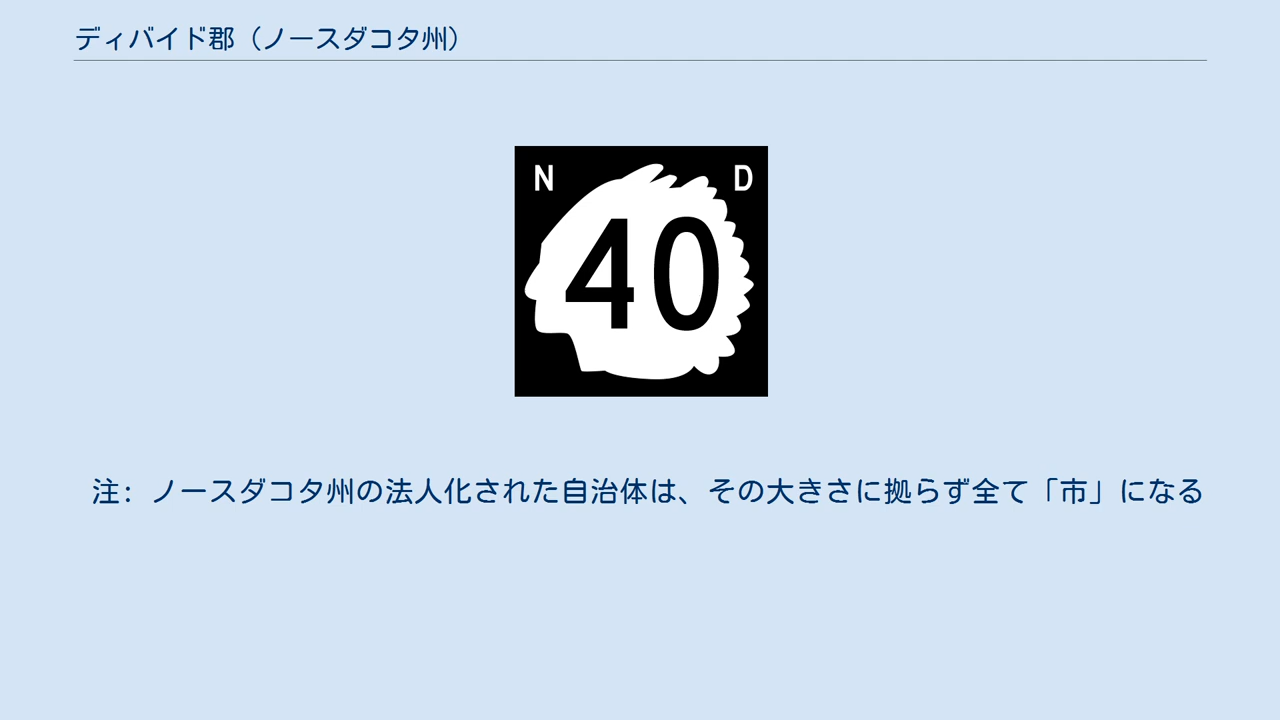 ディバイド郡（ノースダコタ州）
N D
40
注: ノースダコタ州の法人化された自治体は、その大きさに拠らず全て「市」になる